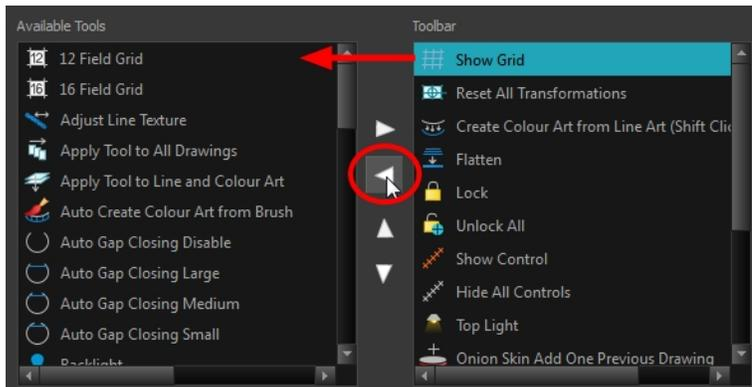 Available Tools
12 12 Field Grid
16 16 Field Grid
Adjust Line Texture
Apply Tool to All Drawings
Apply Tool to Line and Colour Art
Auto Create Colour Art from Brush
Auto Gap Closing Disable
Auto Gap Closing Large
Auto Gap Closing Medium
Auto Gap Closing Small
Backlight
Toolbar
Show Grid
Reset All Transformations
Create Colour Art from Line Art (Shift Clic
Flatten
Lock
Unlock All
Show Control
Hide All Controls
Top Light
Onion Skin Add One Previous Drawing